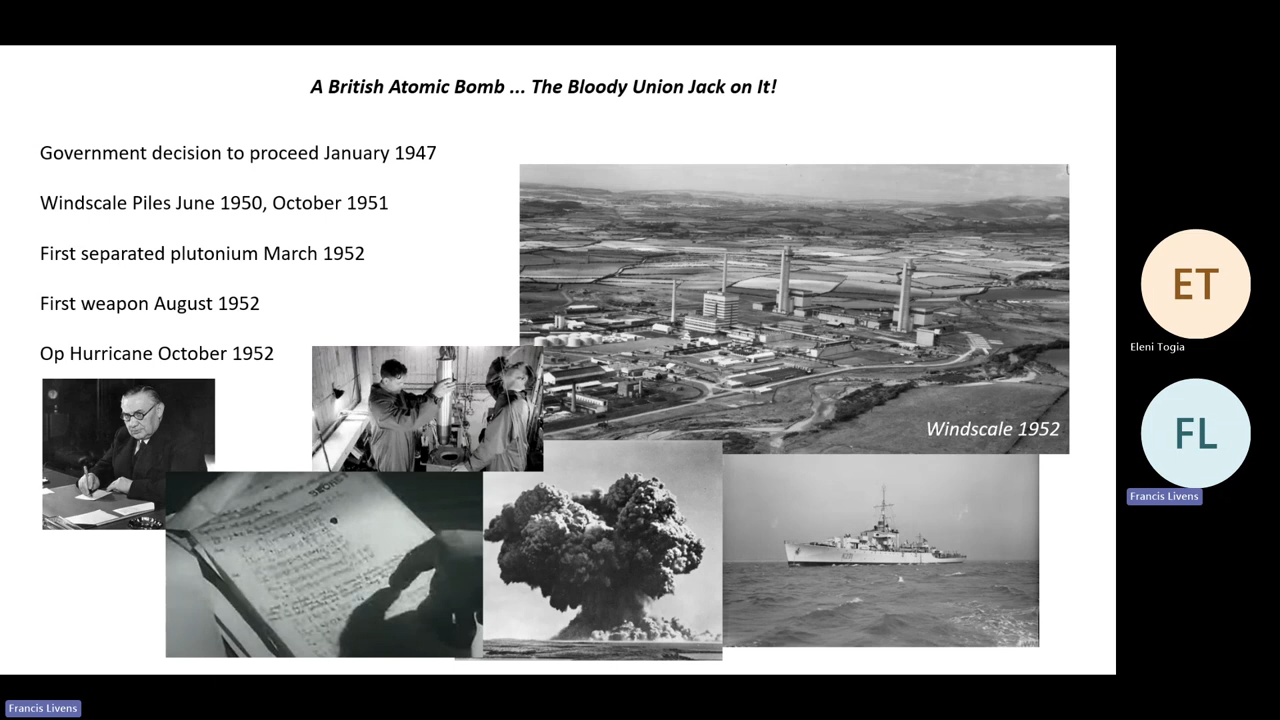 A British Atomic Bomb ... The Bloody Union Jack on It!
Government decision to proceed January 1947
Windscale Piles June 1950, October 1951
First separated plutonium March 1952
First weapon August 1952
Op Hurricane October 1952
Windscale 1952
ET
Eleni Togia
FL
Francis Livens
Francis Livens